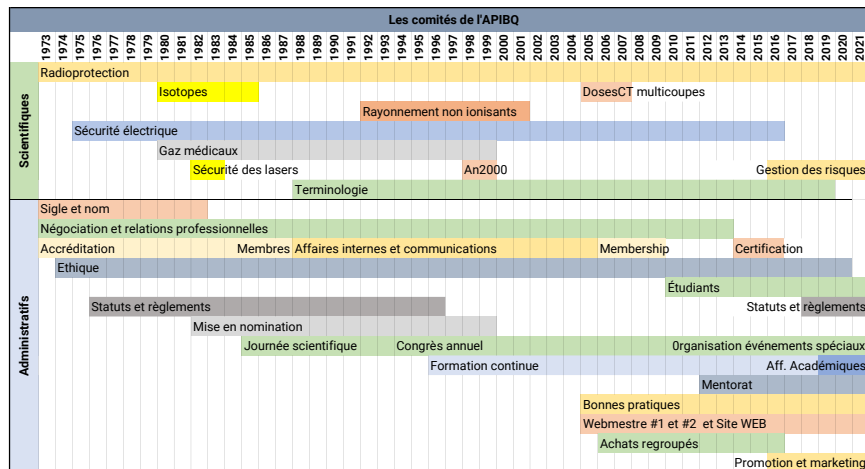 Les comités de l'APIBQ
1973 1974 1975 1976 1977 1978 1979 1980 1981 1982 1983 1984 1985 1986 1987 1988 1989 1990 1991 1992 1993 1994 1995 1996 1997 1998 1999 2000 2001 2002 2003 2004 2005 2006 2007 2008 2009 2010 2011 2012 2013 2014 2015 2016 2017 2018 2019 2020 2021
Scientifiques
Radioprotection
Isotopes DosesCT multicoupes
Rayonnement non ionisants
Sécurité électrique
Gaz médicaux
Sécurité des lasers An2000 Gestion des risques
Terminologie
Administratifs
Sigle et nom
Négociation et relations professionnelles
Accréditation Membres Affaires internes et communications Membership Certification
Ethique
Étudiants
Statuts et règlements Statuts et règlements
Mise en nomination
Journée scientifique Congrès annuel 0rganisation événements spéciaux
Formation continue Aff. Académiques
Mentorat
Bonnes pratiques
Webmestre #1 et #2 et Site WEB
Achats regroupés
Promotion et marketing